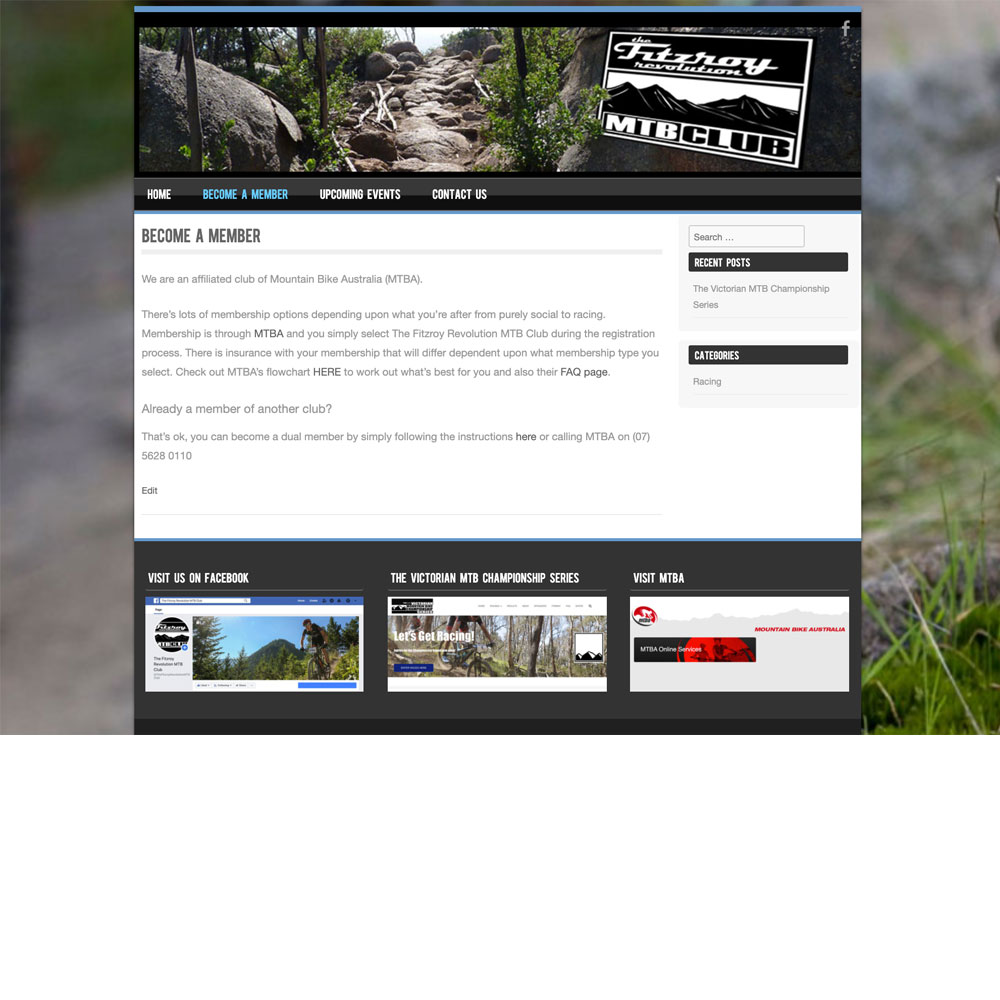 f
the
Fitzroy
revolution
MTBCLUB
HOME
BECOME A MEMBER
UPCOMING EVENTS
CONTACT US
BECOME A MEMBER
We are an affiliated club of Mountain Bike Australia (MTBA).
There’s lots of membership options depending upon what you’re after from purely social to racing.
Membership is through MTBA and you simply select The Fitzroy Revolution MTB Club during the registration
process. There is insurance with your membership that will differ dependent upon what membership type you
select. Check out MTBA’s flowchart HERE to work out what’s best for you and also their FAQ page.
Already a member of another club?
That’s ok, you can become a dual member by simply following the instructions here or calling MTBA on (07)
5628 0110
Edit
Search …
RECENT POSTS
The Victorian MTB Championship
Series
CATEGORIES
Racing
VISIT US ON FACEBOOK
The Fitzroy Revolution MTB Club
Fitzroy
MTBCLUB
The Fitzroy
Revolution MTB
Club
THE VICTORIAN MTB CHAMPIONSHIP SERIES
Let's Get Racing!
VISIT MTBA
MOUNTAIN BIKE AUSTRALIA
MTBA Online Services